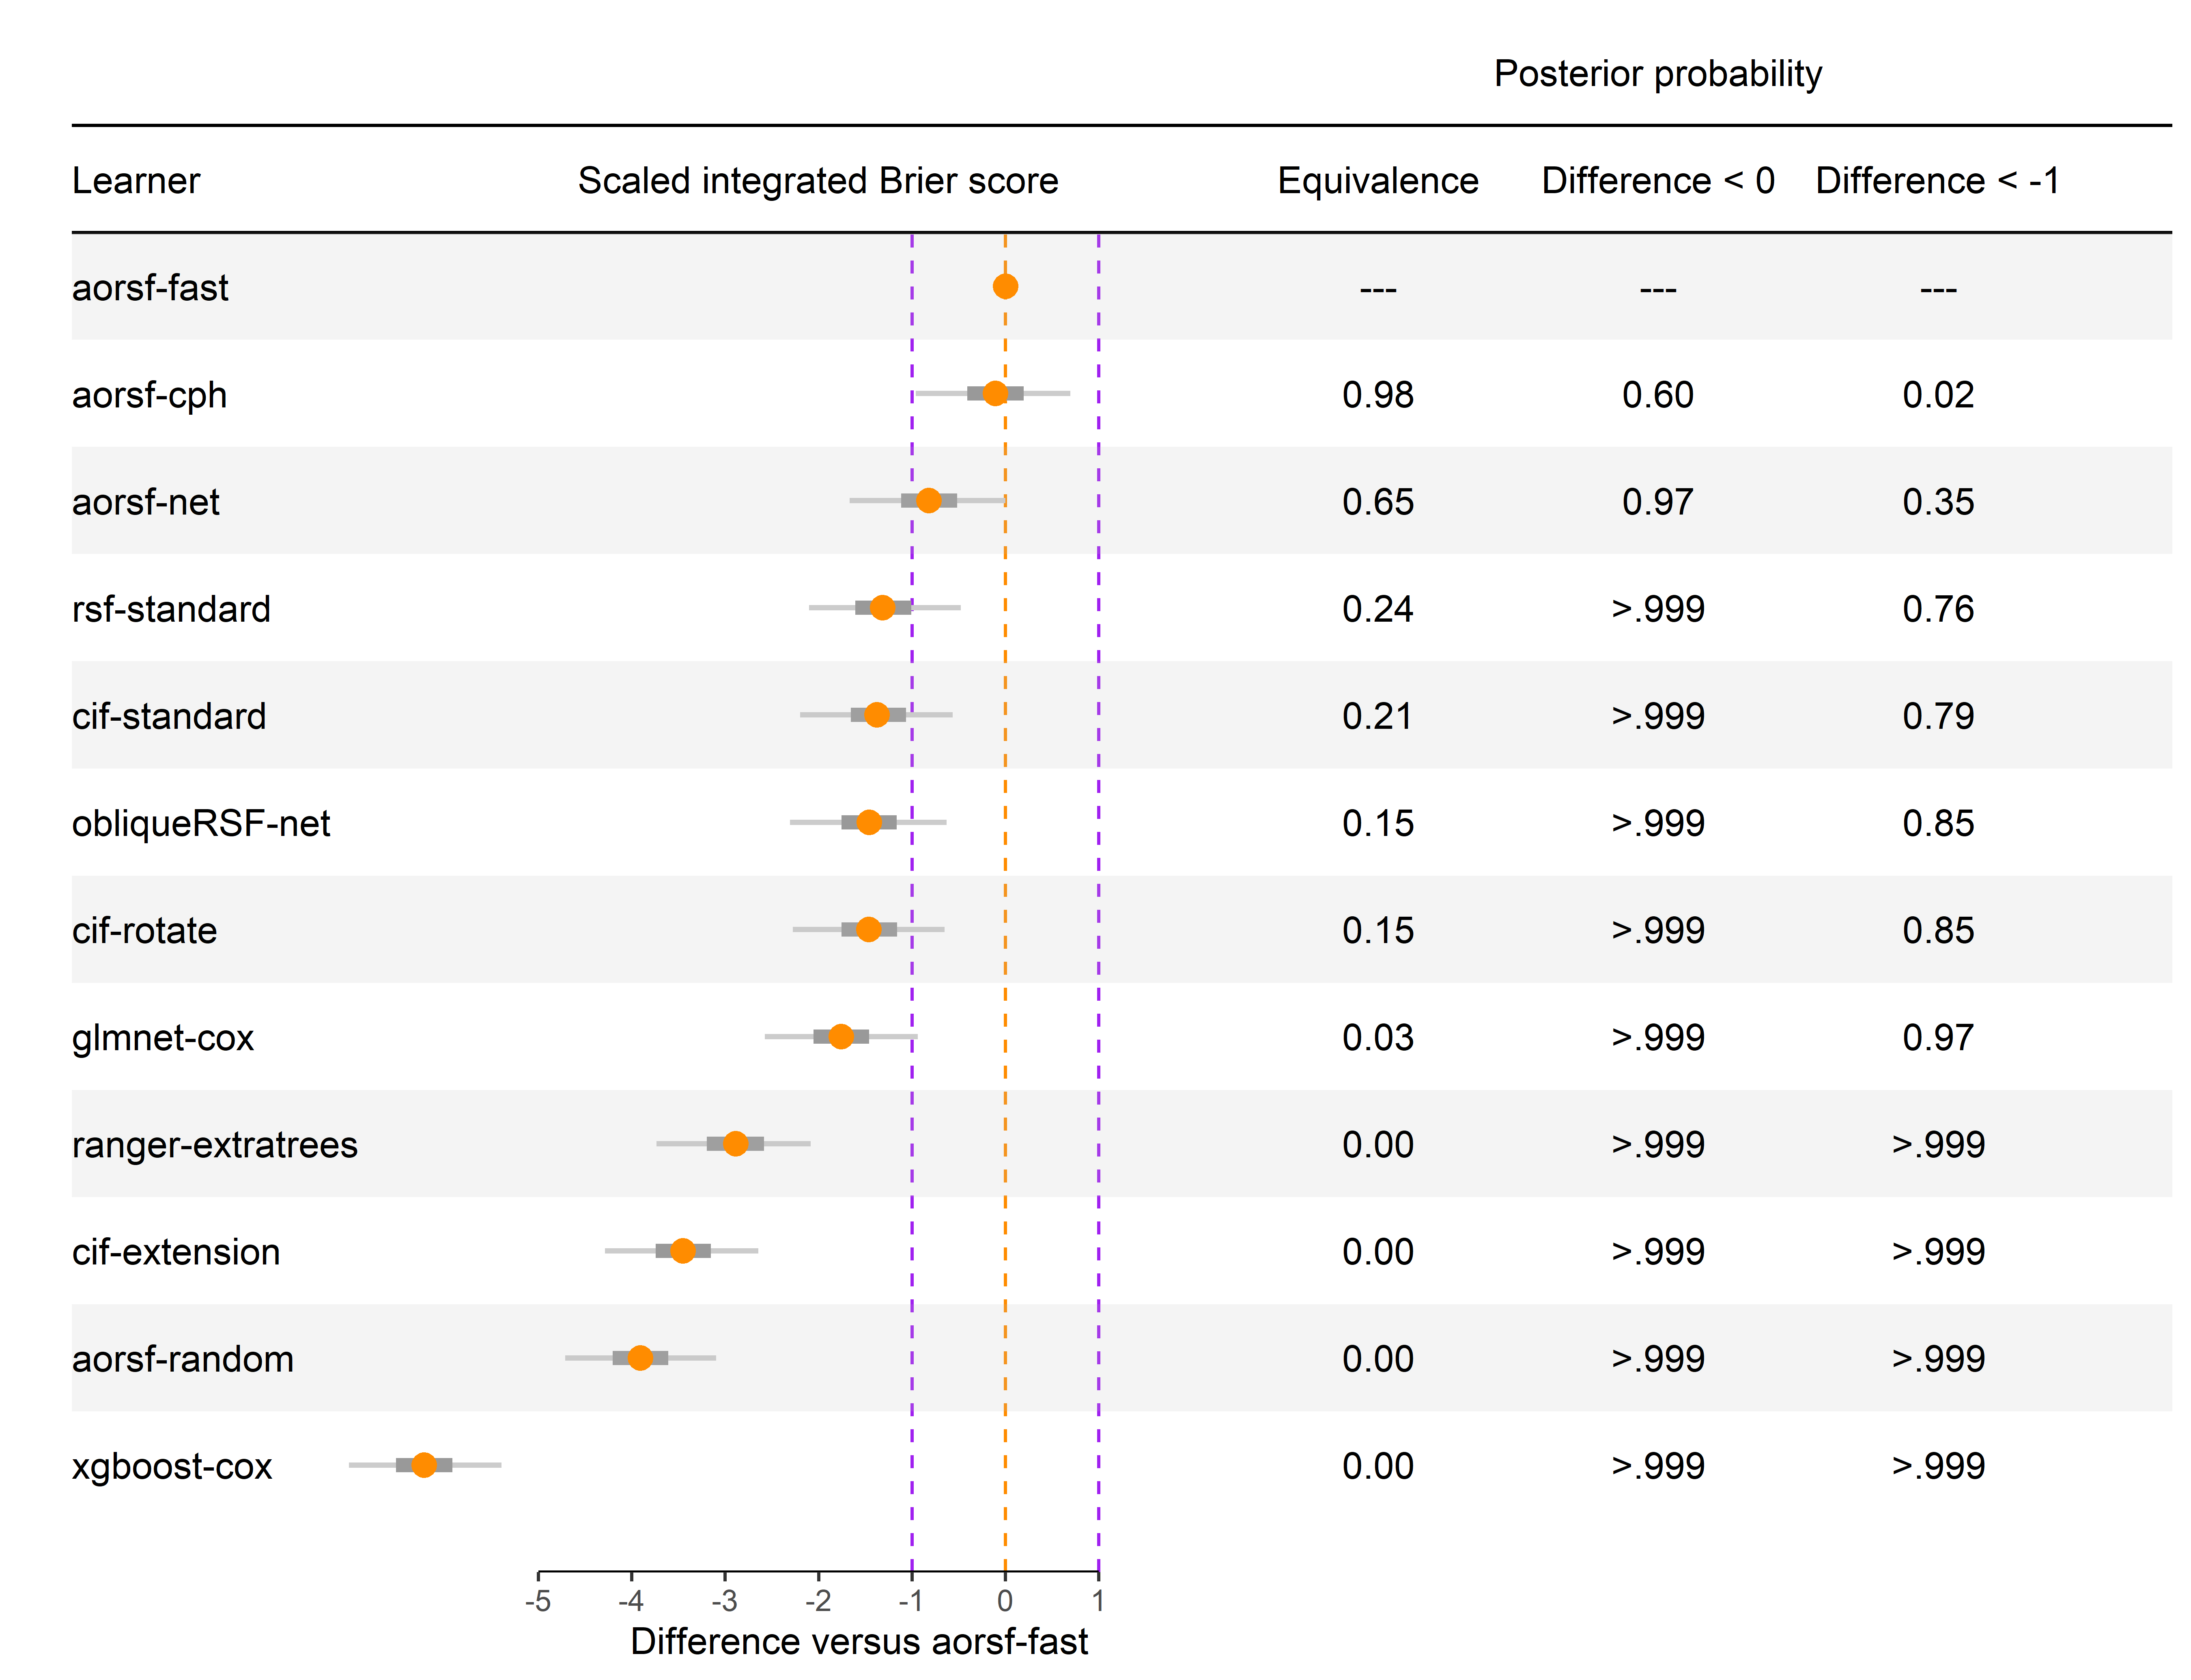 Posterior probability
Learner Scaled integrated Brier score Equivalence Difference < 0 Difference < -1
aorsf-fast --- --- ---
aorsf-cph 0.98 0.60 0.02
aorsf-net 0.65 0.97 0.35
rsf-standard 0.24 >.999 0.76
cif-standard 0.21 >.999 0.79
obliqueRSF-net 0.15 >.999 0.85
cif-rotate 0.15 >.999 0.85
glmnet-cox 0.03 >.999 0.97
ranger-extratrees 0.00 >.999 >.999
cif-extension 0.00 >.999 >.999
aorsf-random 0.00 >.999 >.999
xgboost-cox 0.00 >.999 >.999
-5 -4 -3 -2 -1 0 1
Difference versus aorsf-fast